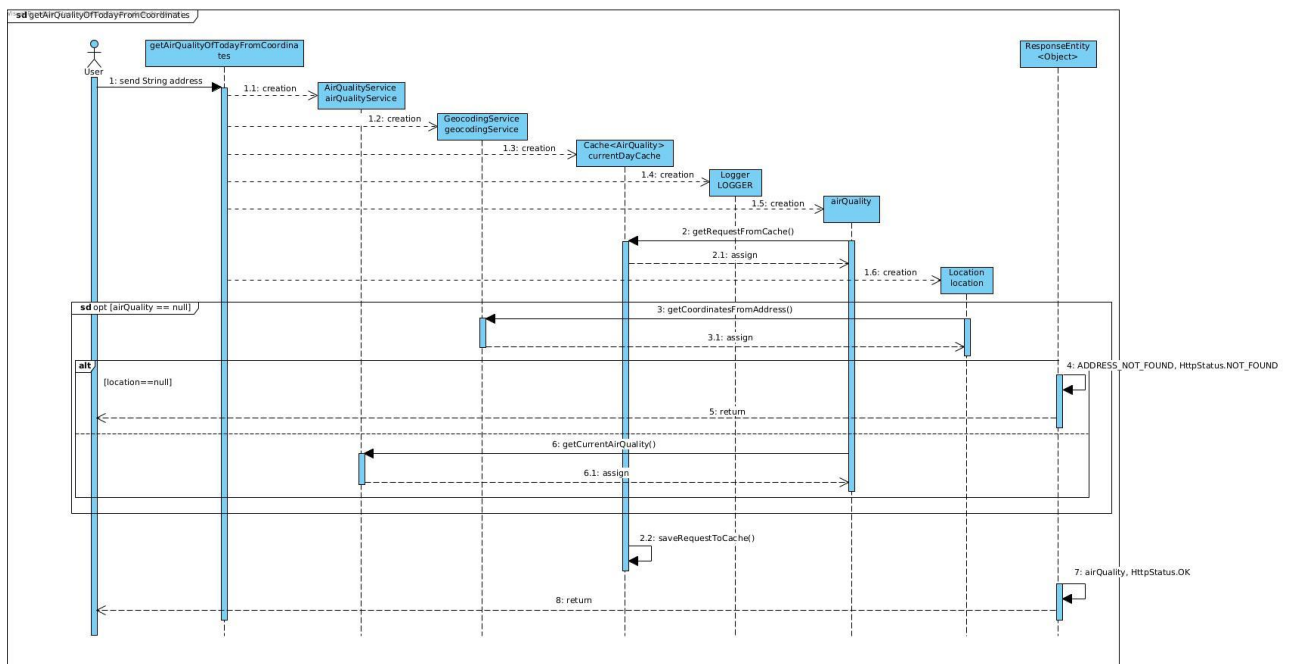 sd getAirQualityOfTodayFromCoordinates
getAirQualityOfTodayFromCoordina
tes
ResponseEntity
<Object>
User
1: send String address
1.1: creation
AirQualityService
airQualityService
1.2: creation
GeocodingService
geocodingService
1.3: creation
Cache<AirQuality>
currentDayCache
1.4: creation
Logger
LOGGER
1.5: creation
airQuality
2: getRequestFromCache()
2.1: assign
1.6: creation
Location
location
sd opt [airQuality == null]
3: getCoordinatesFromAddress()
3.1: assign
alt
4: ADDRESS_NOT_FOUND, HttpStatus.NOT_FOUND
[location==null]
5: return
6: getCurrentAirQuality()
6.1: assign
2.2: saveRequestToCache()
7: airQuality, HttpStatus.OK
8: return